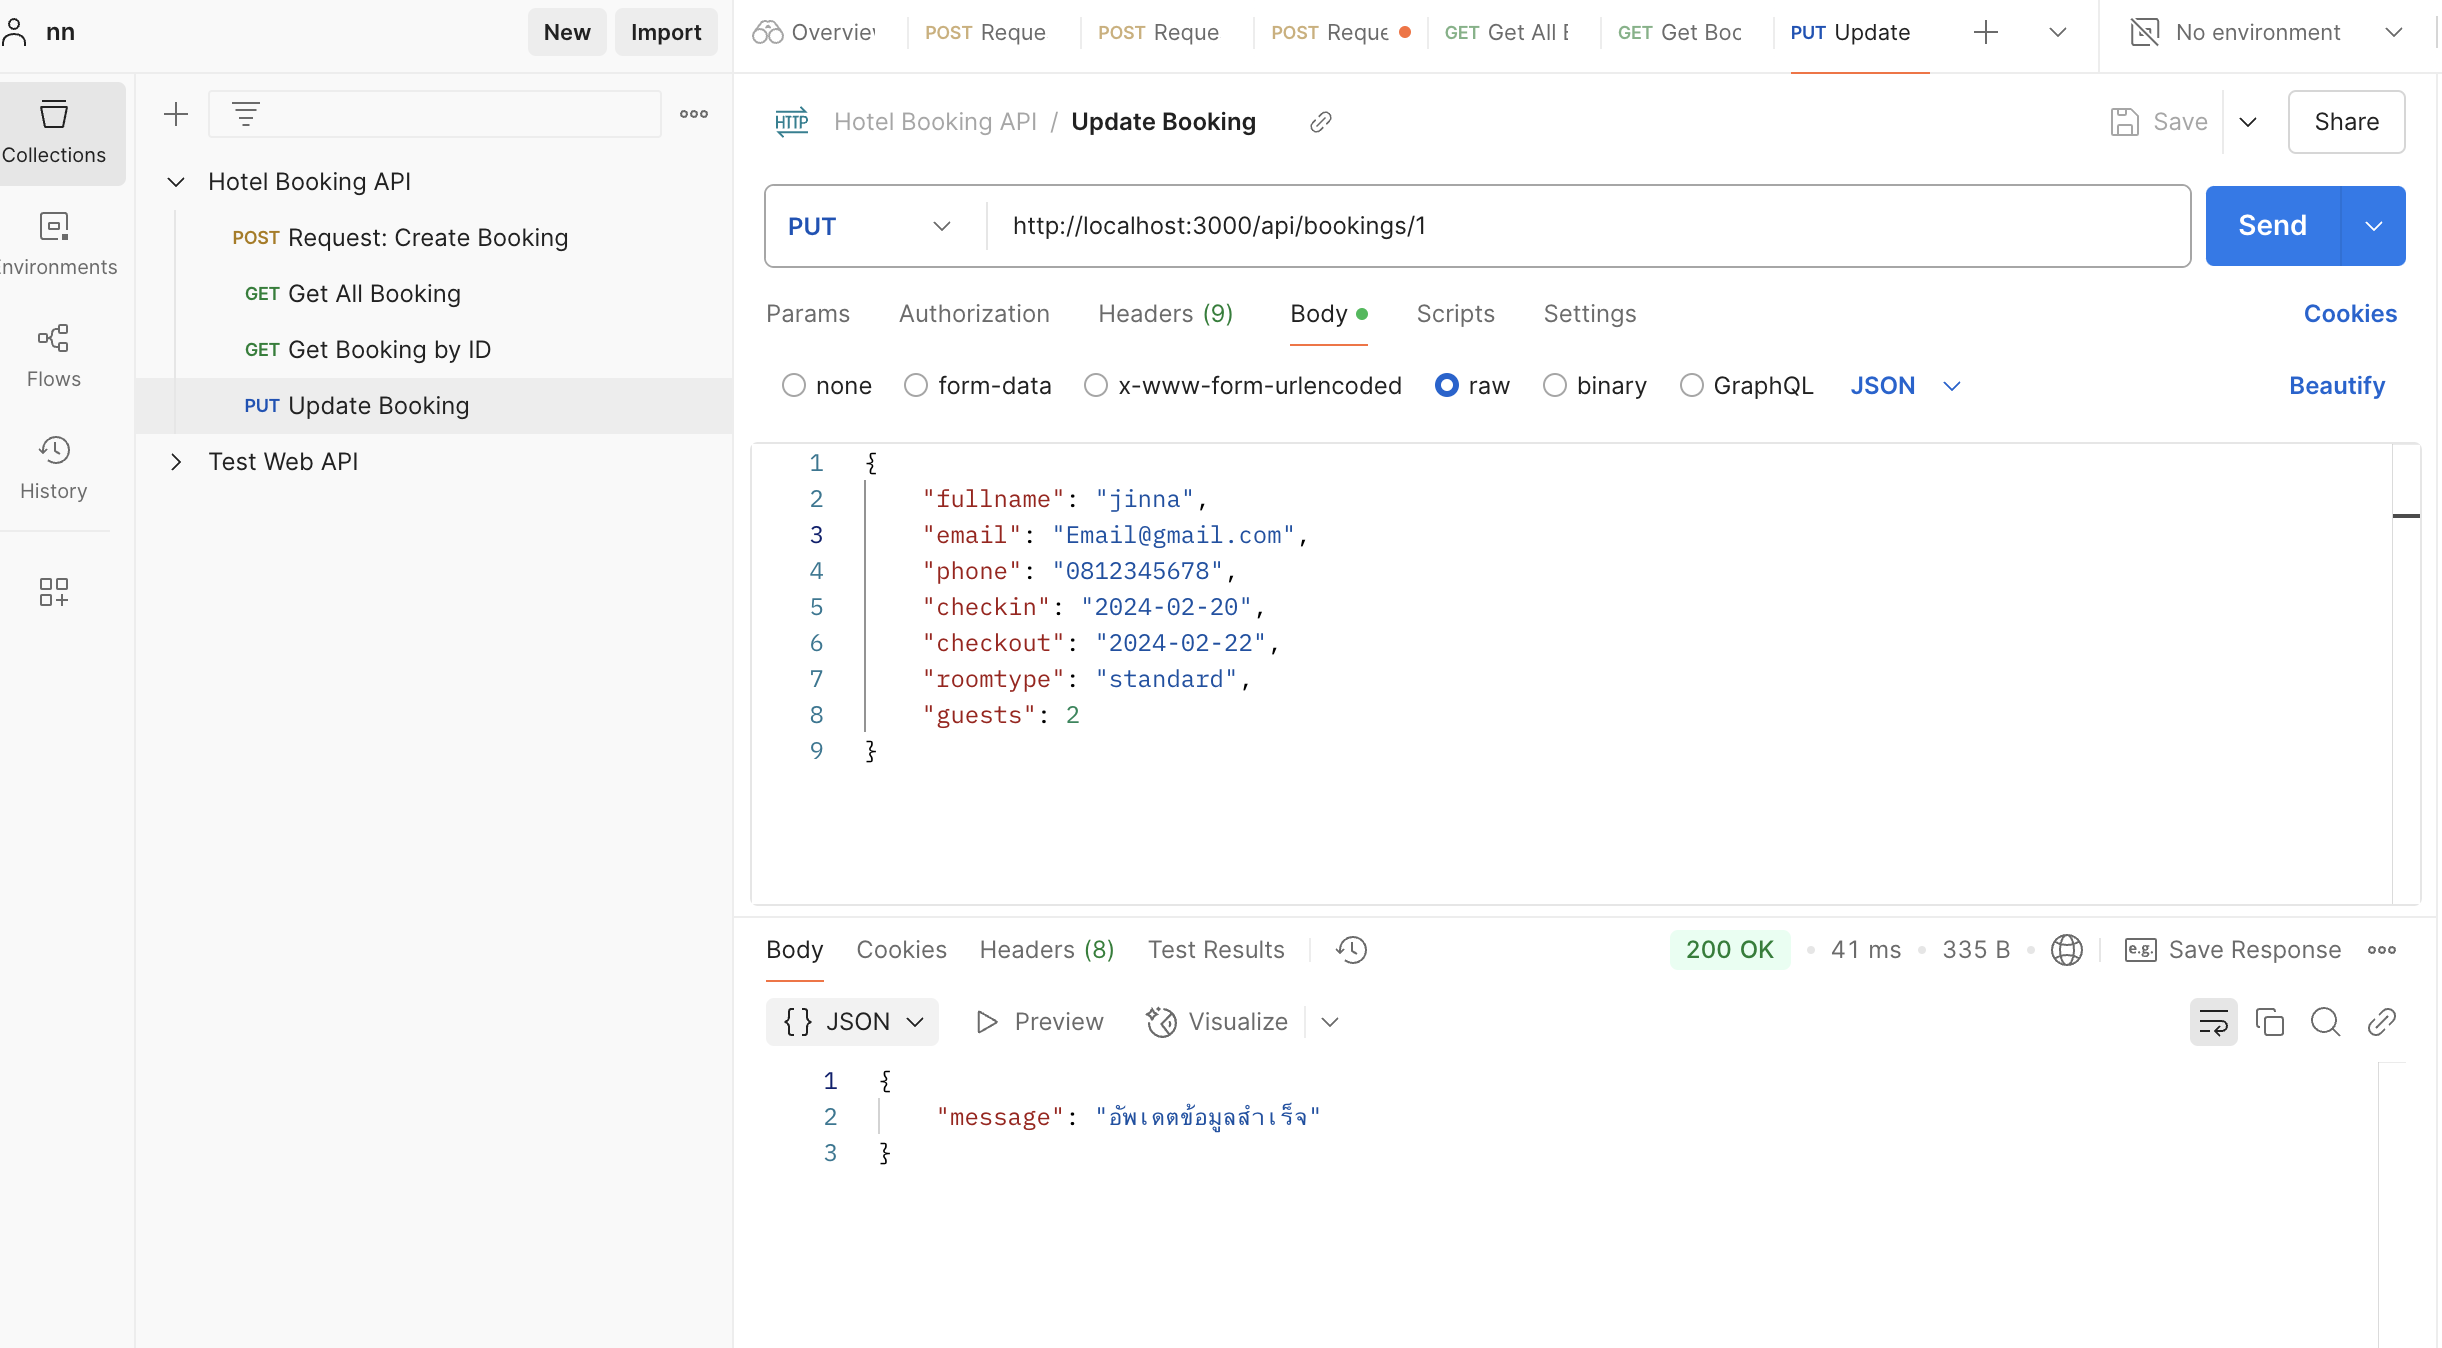 nn
New
Import
Overvie
POST Reque
POST Reque
POST Reque
GET Get All
GET Get Boc
PUT Update
No environment
Collections
Environments
Flows
History
Hotel Booking API
POST Request: Create Booking
GET Get All Booking
GET Get Booking by ID
PUT Update Booking
Test Web API
HTTP Hotel Booking API / Update Booking
Save
Share
PUT
http://localhost:3000/api/bookings/1
Send
Params
Authorization
Headers (9)
Body
Scripts
Settings
Cookies
none
form-data
x-www-form-urlencoded
raw
binary
GraphQL
JSON
Beautify
1 {
2 "fullname": "jinna",
3 "email": "Email@gmail.com",
4 "phone": "0812345678",
5 "checkin": "2024-02-20",
6 "checkout": "2024-02-22",
7 "roomtype": "standard",
8 "guests": 2
9 }
Body
Cookies
Headers (8)
Test Results
200 OK
41 ms
335 B
e.g. Save Response
{} JSON
Preview
Visualize
1 {
2 "message": "อัพเดตข้อมูลสำเร็จ"
3 }